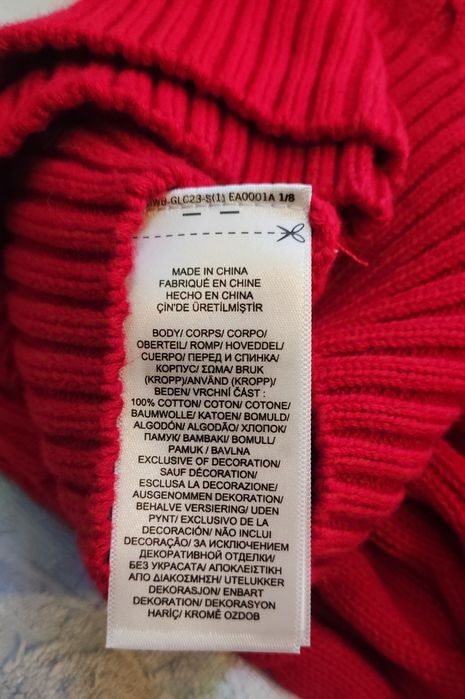 WB-GLC23-S(1) EA0001A 1/8
MADE IN CHINA
FABRIQUÉ EN CHINE
HECHO EN CHINA
ÇİN'DE ÜRETİLMİŞTİR
BODY/ CORPS/ CORPO/
OBERTEIL/ ROMP/ HOVEDDEL/
CUERPO/ ПЕРЕД И СПИНКА/
КОРПУС/ ΣΩΜΑ/ BRUK
(KROPP)/ANVÄND (KROPP)/
BEDEN/ VRCHNÍ ČÁST :
100% COTTON/ COTON/ COTONE/
BAUMWOLLE/ KATOEN/ BOMULD/
ALGODÓN/ ALGODÃO/ ХЛОПОК/
ПАМУК/ ΒΑΜΒΑΚΙ/ BOMULL/
PAMUK / BAVLNA
EXCLUSIVE OF DECORATION/
SAUF DÉCORATION/
ESCLUSA LA DECORAZIONE/
AUSGENOMMEN DEKORATION/
BEHALVE VERSIERING/ UDEN
PYNT/ EXCLUSIVO DE LA
DECORACIÓN/ NÃO INCLUI
DECORAÇÃO/ ЗА ИСКЛЮЧЕНИЕМ
ДЕКОРАТИВНОЙ ОТДЕЛКИ/
БЕЗ УКРАСАТА/ ΑΠΟΚΛΕΙΣΤΙΚΗ
ΑΠΟ ΔΙΑΚΟΣΜΗΣΗ/ UTELUKKER
DEKORASJON/ ENBART
DEKORATION/ DEKORASYON
HARİÇ/ KROMĚ OZDOB